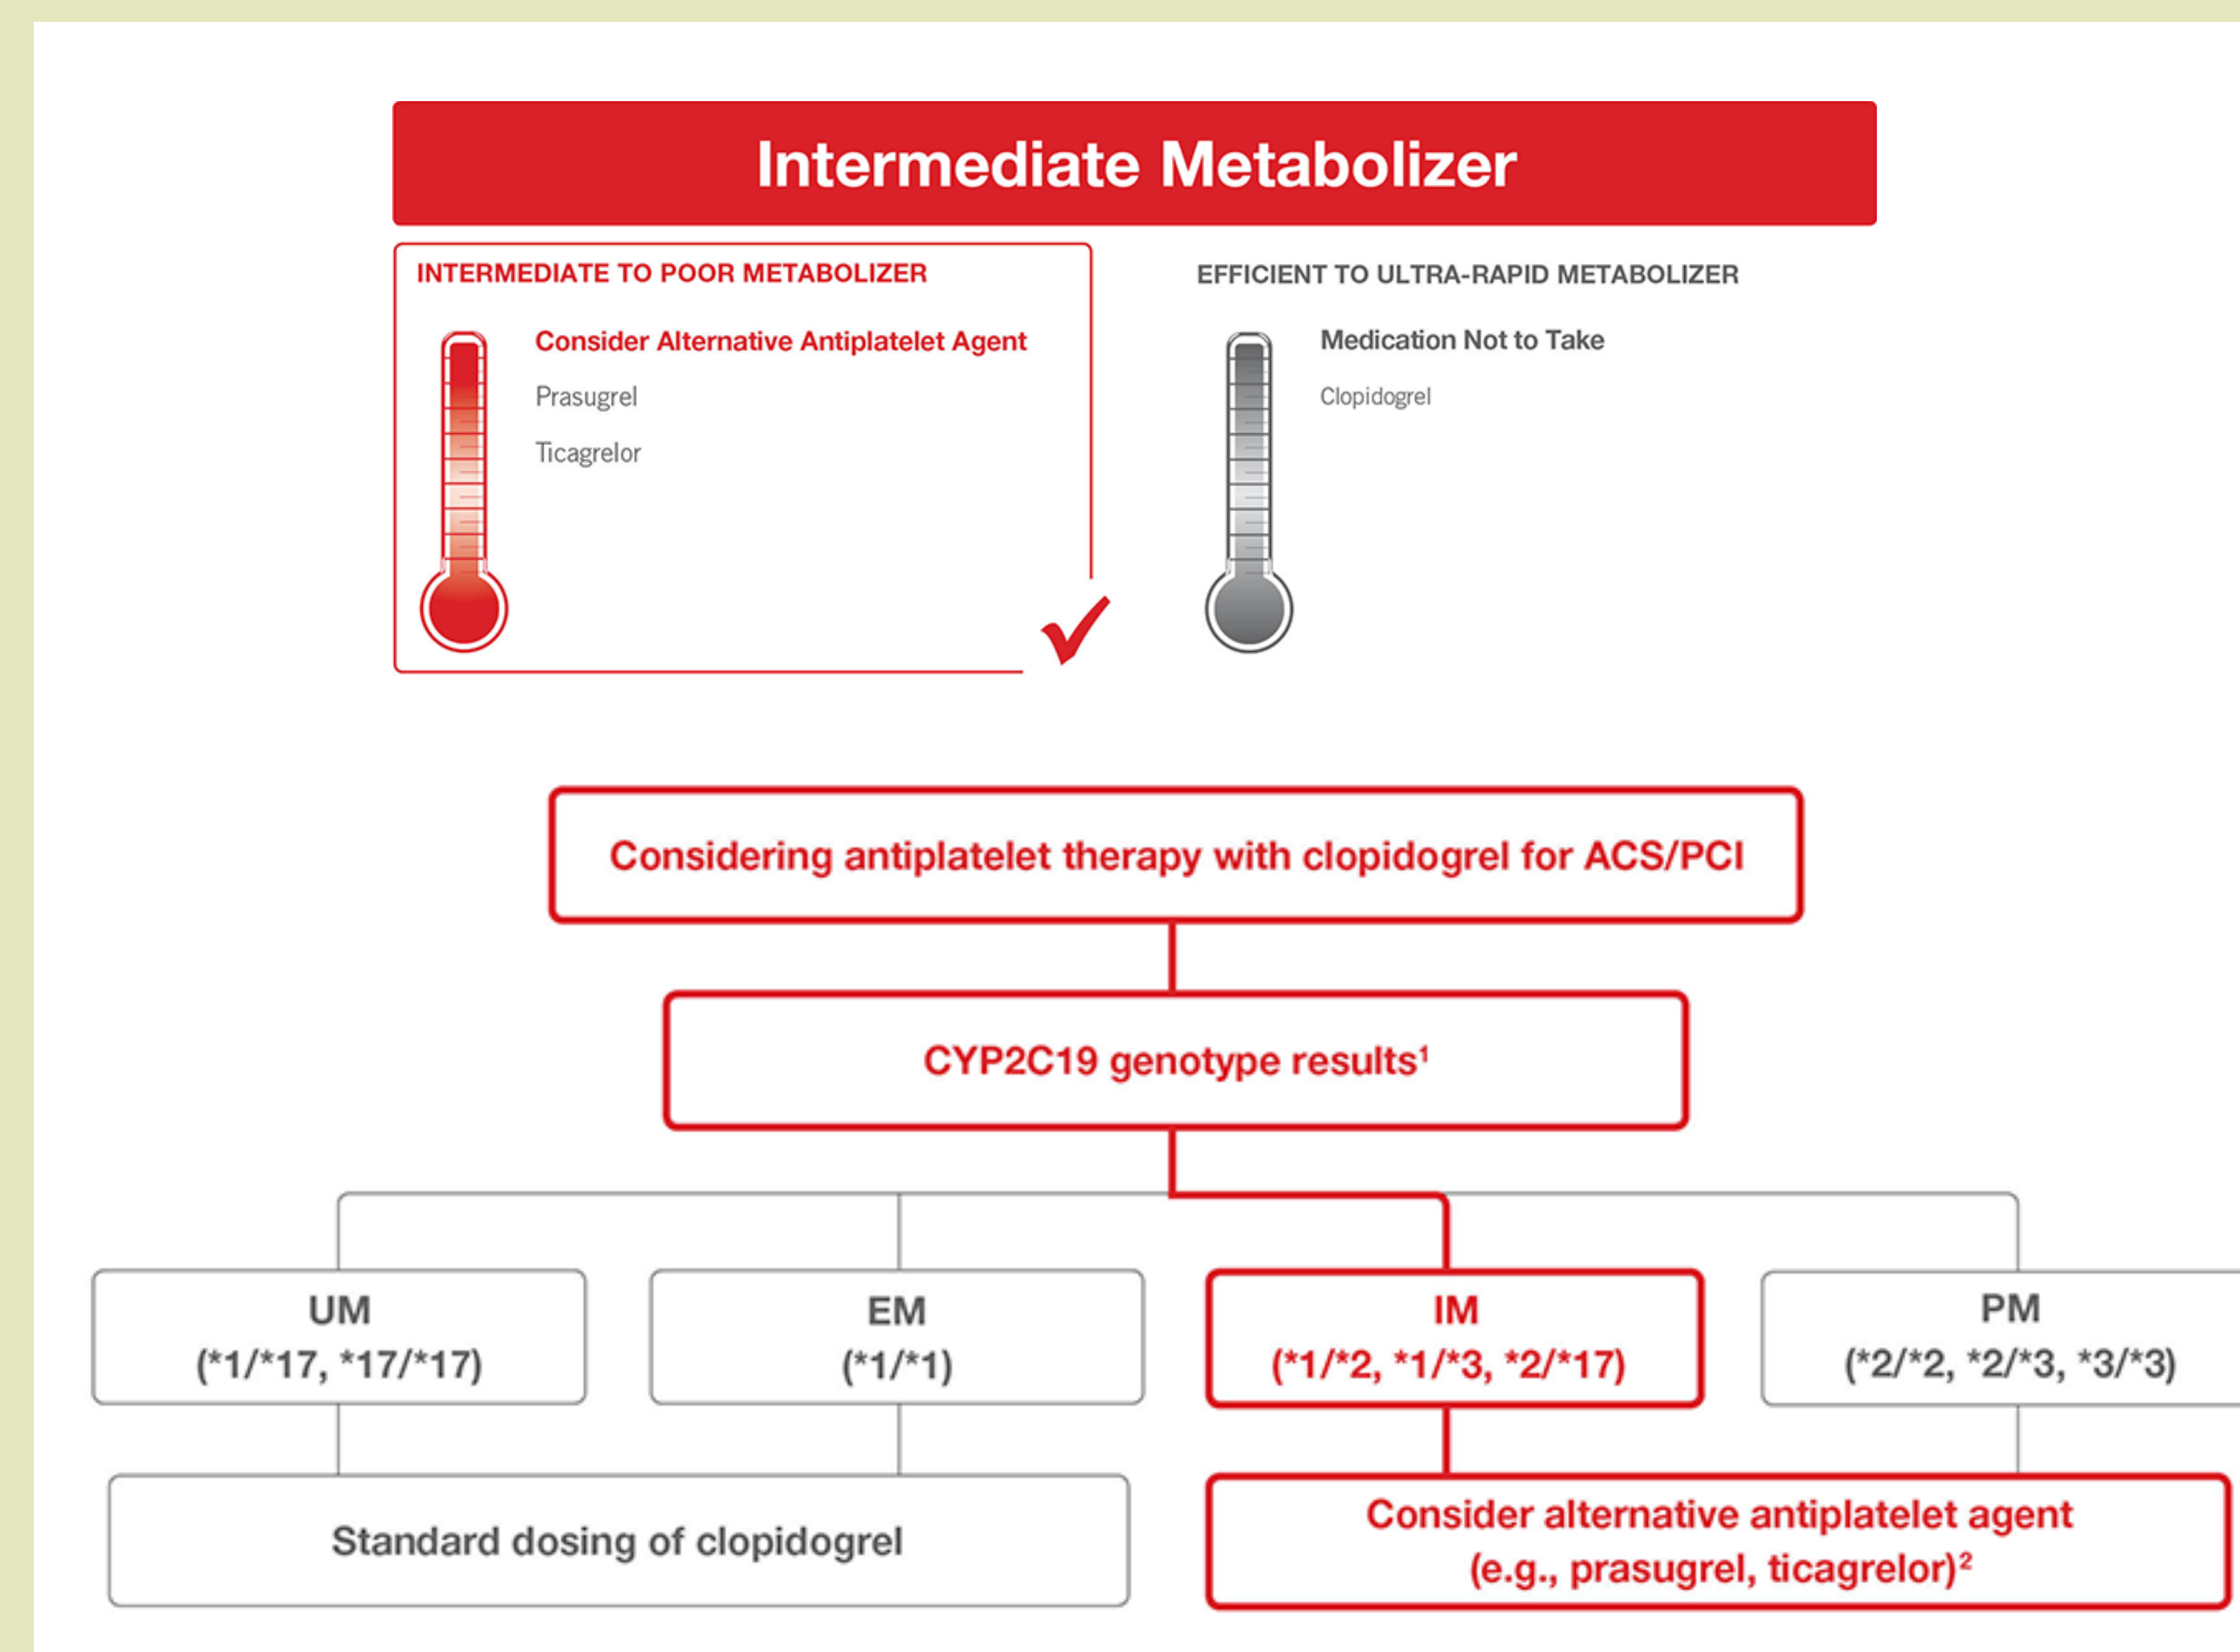 Intermediate Metabolizer
INTERMEDIATE TO POOR METABOLIZER
Consider Alternative Antiplatelet Agent
Prasugrel
Ticagrelor
EFFICIENT TO ULTRA-RAPID METABOLIZER
Medication Not to Take
Clopidogrel
Considering antiplatelet therapy with clopidogrel for ACS/PCI
CYP2C19 genotype results¹
UM
(*1/*17, *17/*17)
EM
(*1/*1)
IM
(*1/*2, *1/*3, *2/*17)
PM
(*2/*2, *2/*3, *3/*3)
Standard dosing of clopidogrel
Consider alternative antiplatelet agent
(e.g., prasugrel, ticagrelor)²